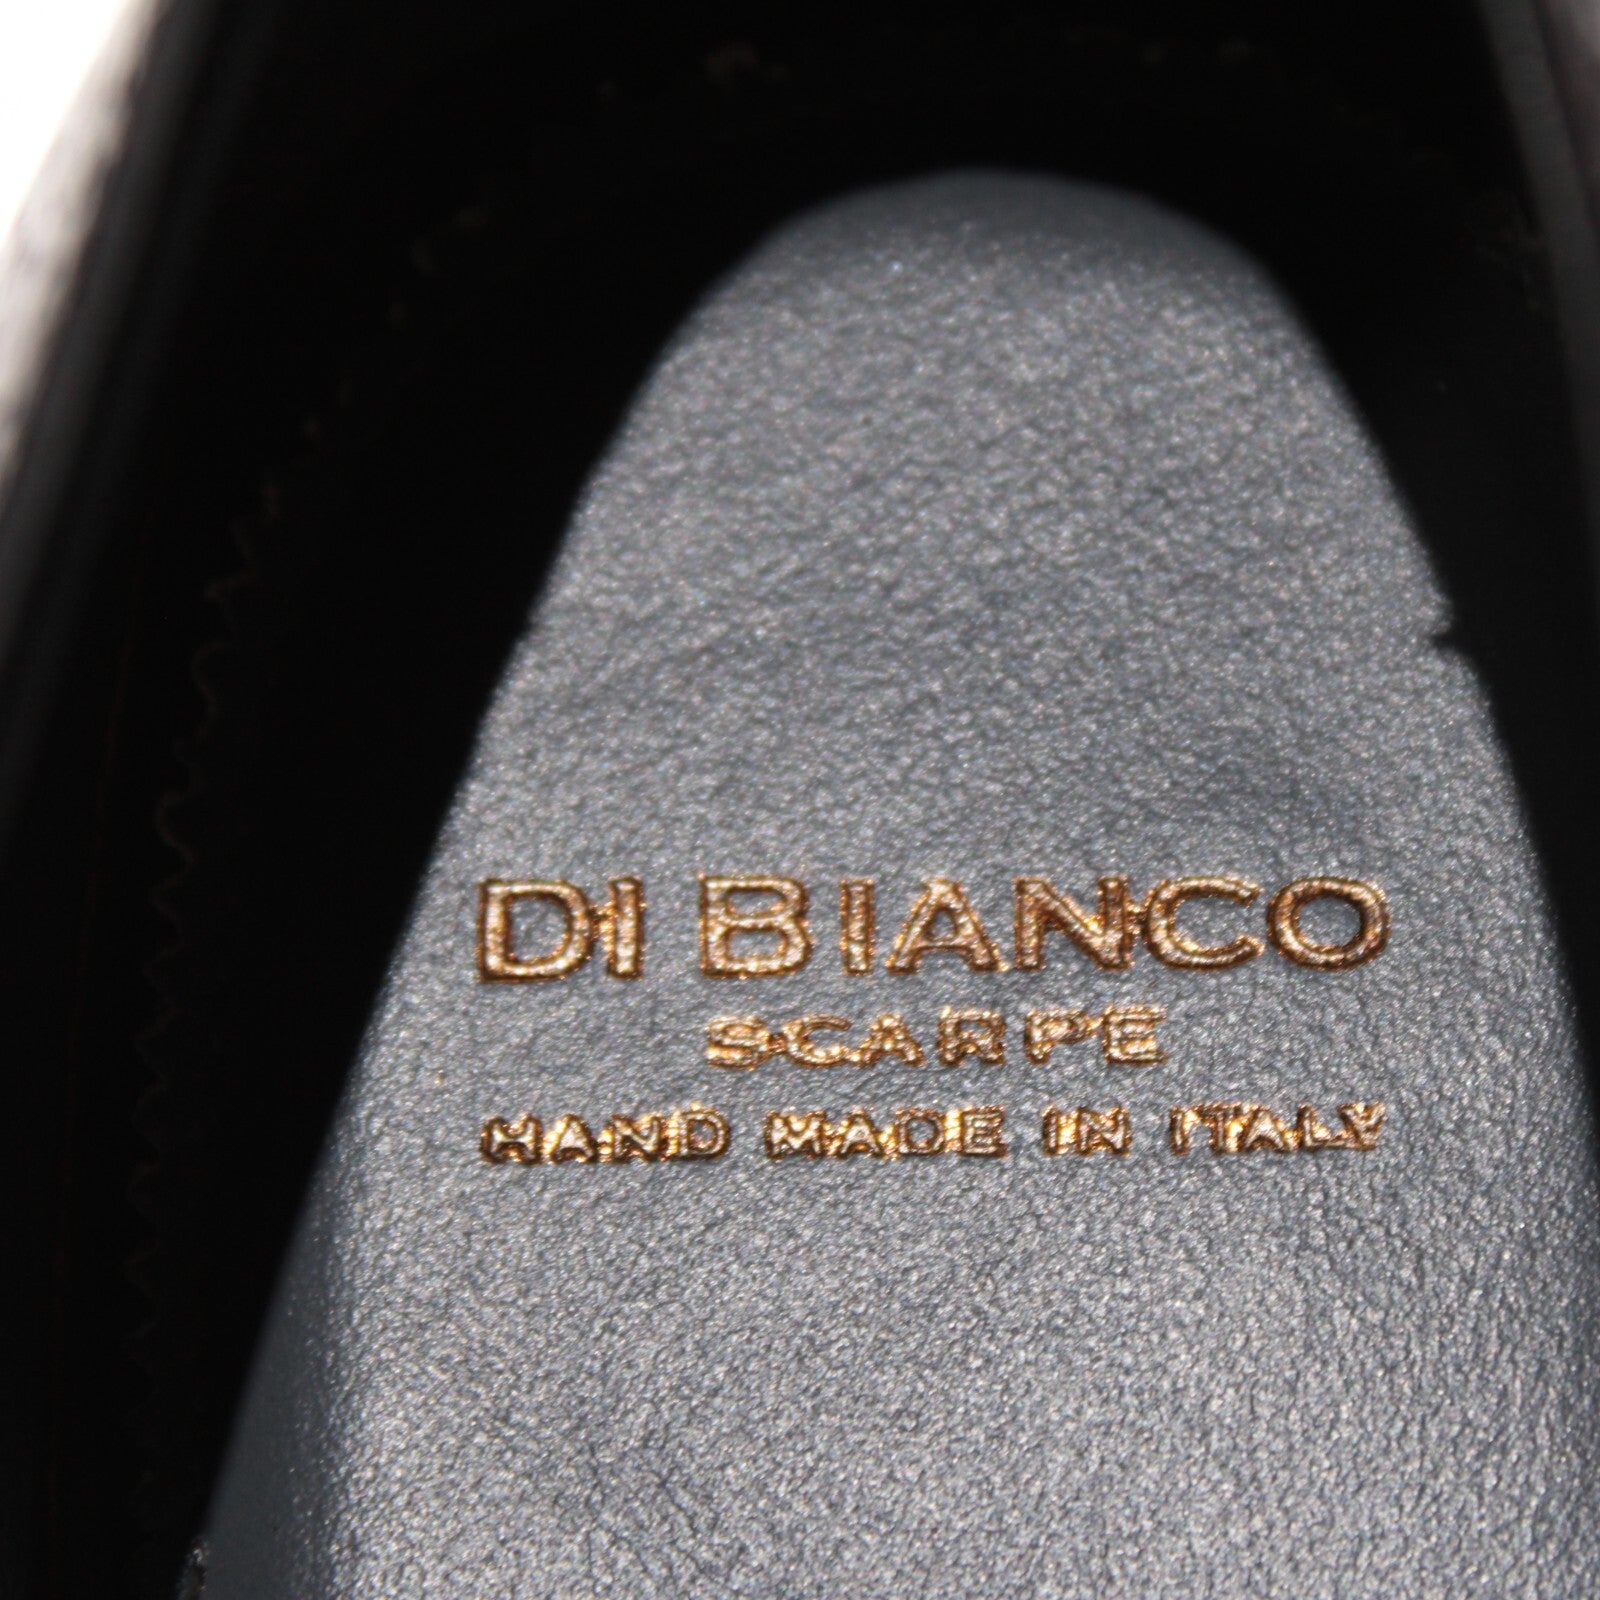 DI BIANCO
SCARPE
HAND MADE IN ITALY